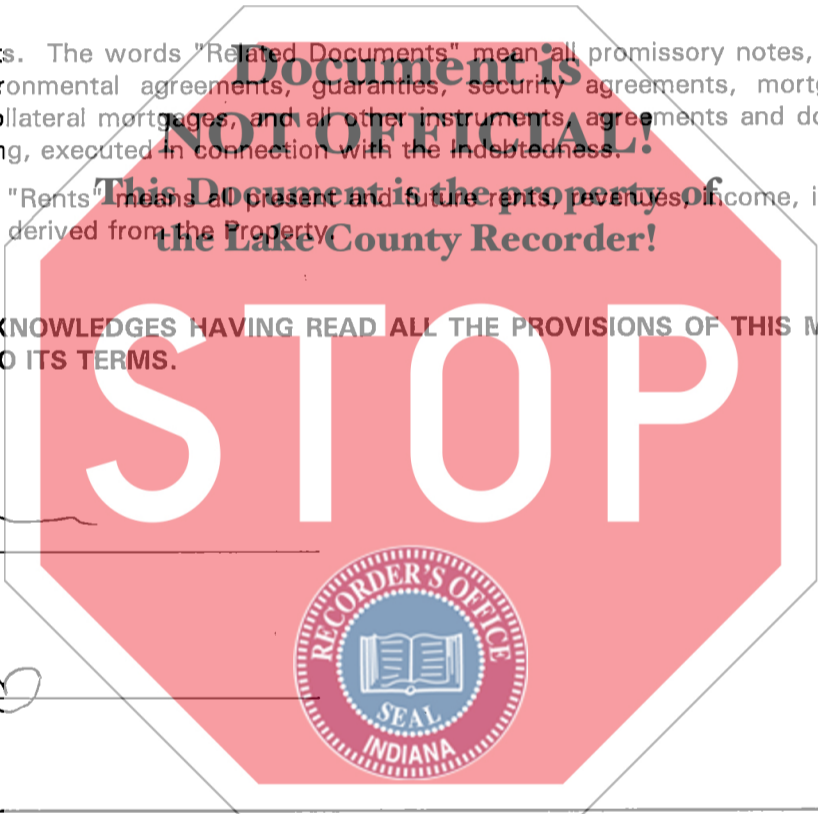 s. The words "Related Documents" mean all promissory notes,
Document is
ronmental agreements, guaranties, security agreements, mortg
llateral mortgages, and all other instruments, agreements and do
NOT OFFICIAL!
g, executed in connection with the Indebtedness.
"Rents" means all present and future rents, revenues, income, i
This Document is the property of
derived from the Property.
the Lake County Recorder!
KNOWLEDGES HAVING READ ALL THE PROVISIONS OF THIS M
O ITS TERMS.
STOP
RECORDER'S OFFICE
SEAL
INDIANA